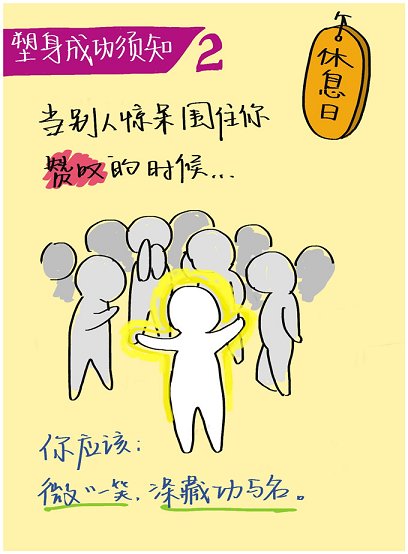 塑身成功须知 2
休息日
当别人惊呆围住你
赞叹的时候...
你应该：
微微一笑，深藏功与名。